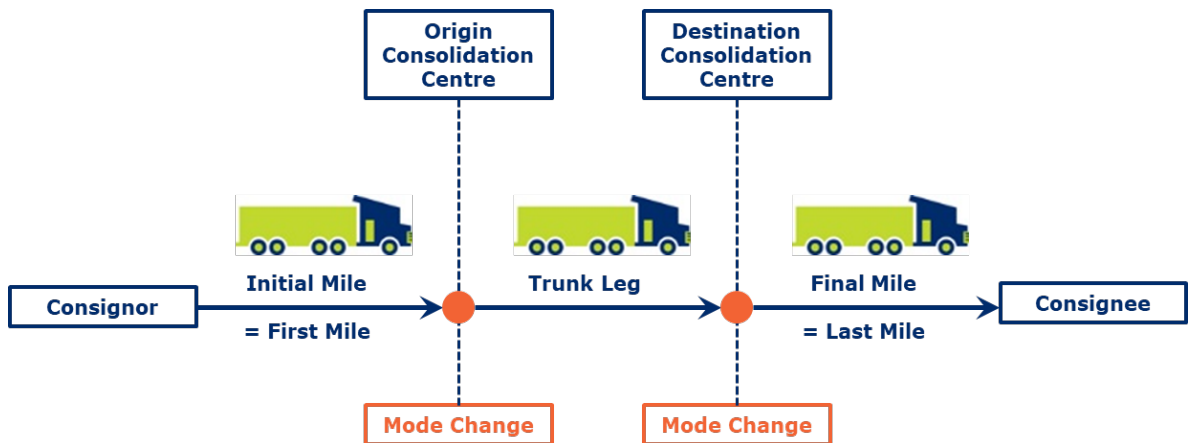 Origin
Consolidation
Centre
Destination
Consolidation
Centre
Initial Mile
Trunk Leg
Final Mile
Consignor
Consignee
= First Mile
= Last Mile
Mode Change
Mode Change